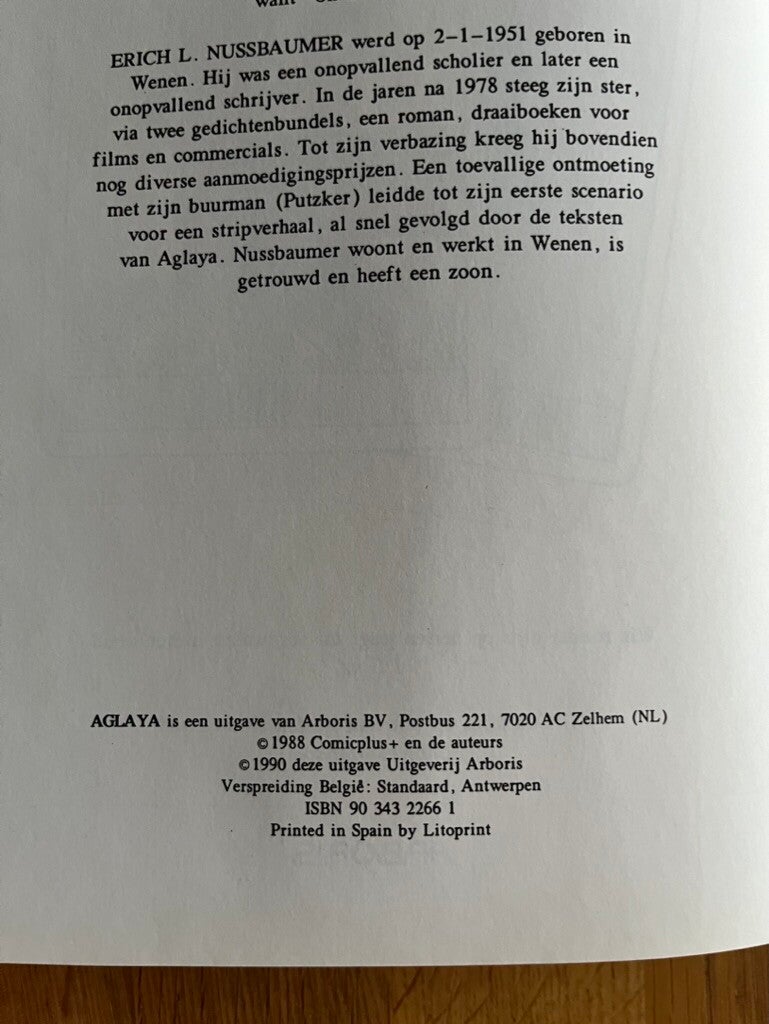 ERICH L. NUSSBAUMER werd op 2-1-1951 geboren in
Wenen. Hij was een onopvallend scholier en later een
onopvallend schrijver. In de jaren na 1978 steeg zijn ster,
via twee gedichtenbundels, een roman, draaiboeken voor
films en commercials. Tot zijn verbazing kreeg hij bovendien
nog diverse aanmoedigingsprijzen. Een toevallige ontmoeting
met zijn buurman (Putzker) leidde tot zijn eerste scenario
voor een stripverhaal, al snel gevolgd door de teksten
van Aglaya. Nussbaumer woont en werkt in Wenen, is
getrouwd en heeft een zoon.
AGLAYA is een uitgave van Arboris BV, Postbus 221, 7020 AC Zelhem (NL)
©1988 Comicplus+ en de auteurs
©1990 deze uitgave Uitgeverij Arboris
Verspreiding België: Standaard, Antwerpen
ISBN 90 343 2266 1
Printed in Spain by Litoprint